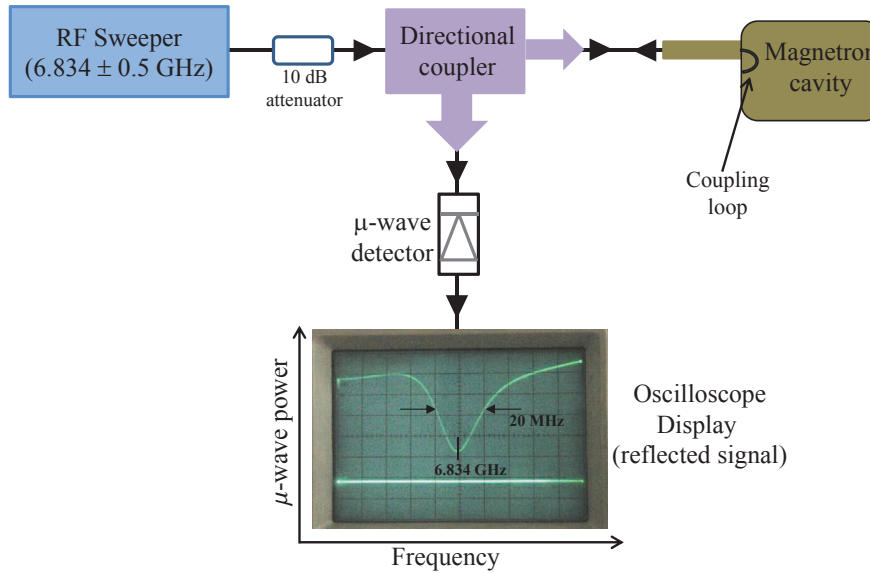 RF Sweeper
(6.834 ± 0.5 GHz)
10 dB
attenuator
Directional
coupler
Magnetron
cavity
Coupling
loop
μ-wave
detector
μ-wave power
20 MHz
6.834 GHz
Frequency
Oscilloscope
Display
(reflected signal)